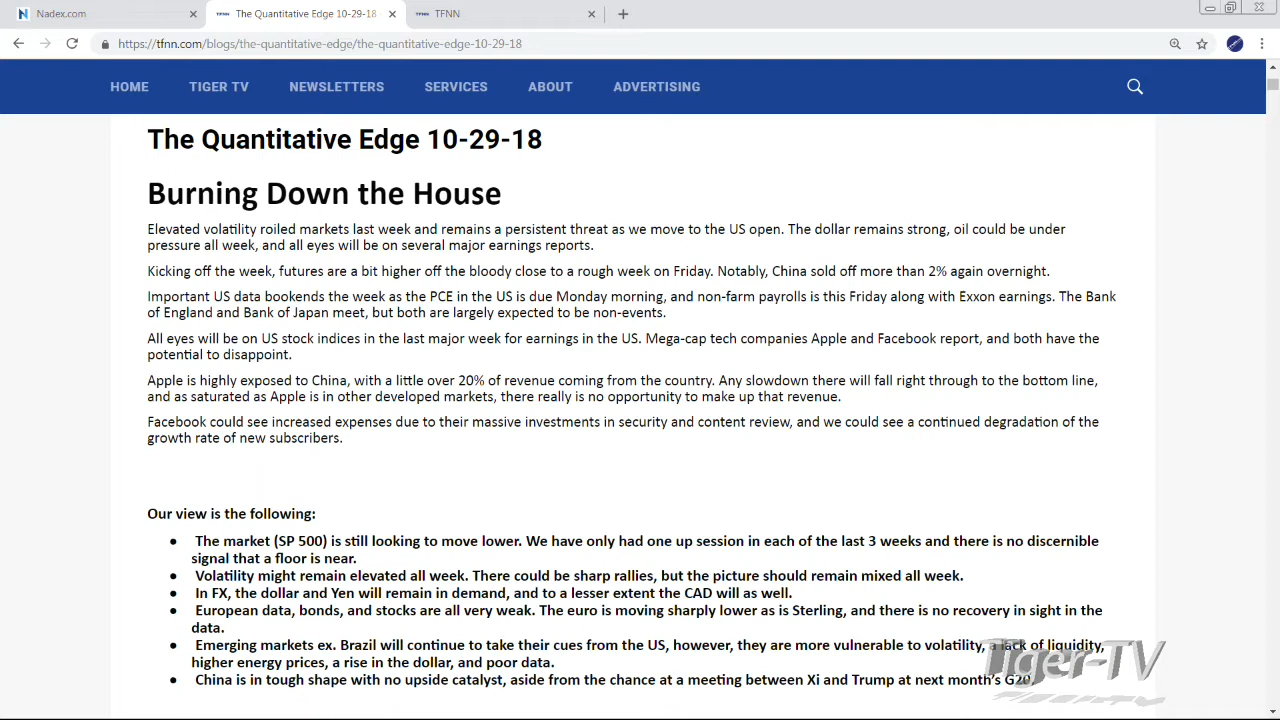 Nadex.com
TFNN The Quantitative Edge 10-29-18
TFNN TFNN
https://tfnn.com/blogs/the-quantitative-edge/the-quantitative-edge-10-29-18
HOME TIGER TV NEWSLETTERS SERVICES ABOUT ADVERTISING
The Quantitative Edge 10-29-18
Burning Down the House
Elevated volatility roiled markets last week and remains a persistent threat as we move to the US open. The dollar remains strong, oil could be under
pressure all week, and all eyes will be on several major earnings reports.
Kicking off the week, futures are a bit higher off the bloody close to a rough week on Friday. Notably, China sold off more than 2% again overnight.
Important US data bookends the week as the PCE in the US is due Monday morning, and non-farm payrolls is this Friday along with Exxon earnings. The Bank
of England and Bank of Japan meet, but both are largely expected to be non-events.
All eyes will be on US stock indices in the last major week for earnings in the US. Mega-cap tech companies Apple and Facebook report, and both have the
potential to disappoint.
Apple is highly exposed to China, with a little over 20% of revenue coming from the country. Any slowdown there will fall right through to the bottom line,
and as saturated as Apple is in other developed markets, there really is no opportunity to make up that revenue.
Facebook could see increased expenses due to their massive investments in security and content review, and we could see a continued degradation of the
growth rate of new subscribers.
Our view is the following:
• The market (SP 500) is still looking to move lower. We have only had one up session in each of the last 3 weeks and there is no discernible
signal that a floor is near.
• Volatility might remain elevated all week. There could be sharp rallies, but the picture should remain mixed all week.
• In FX, the dollar and Yen will remain in demand, and to a lesser extent the CAD will as well.
• European data, bonds, and stocks are all very weak. The euro is moving sharply lower as is Sterling, and there is no recovery in sight in the
data.
• Emerging markets ex. Brazil will continue to take their cues from the US, however, they are more vulnerable to volatility, a lack of liquidity,
higher energy prices, a rise in the dollar, and poor data.
• China is in tough shape with no upside catalyst, aside from the chance at a meeting between Xi and Trump at next month's G20.
Tiger-TV